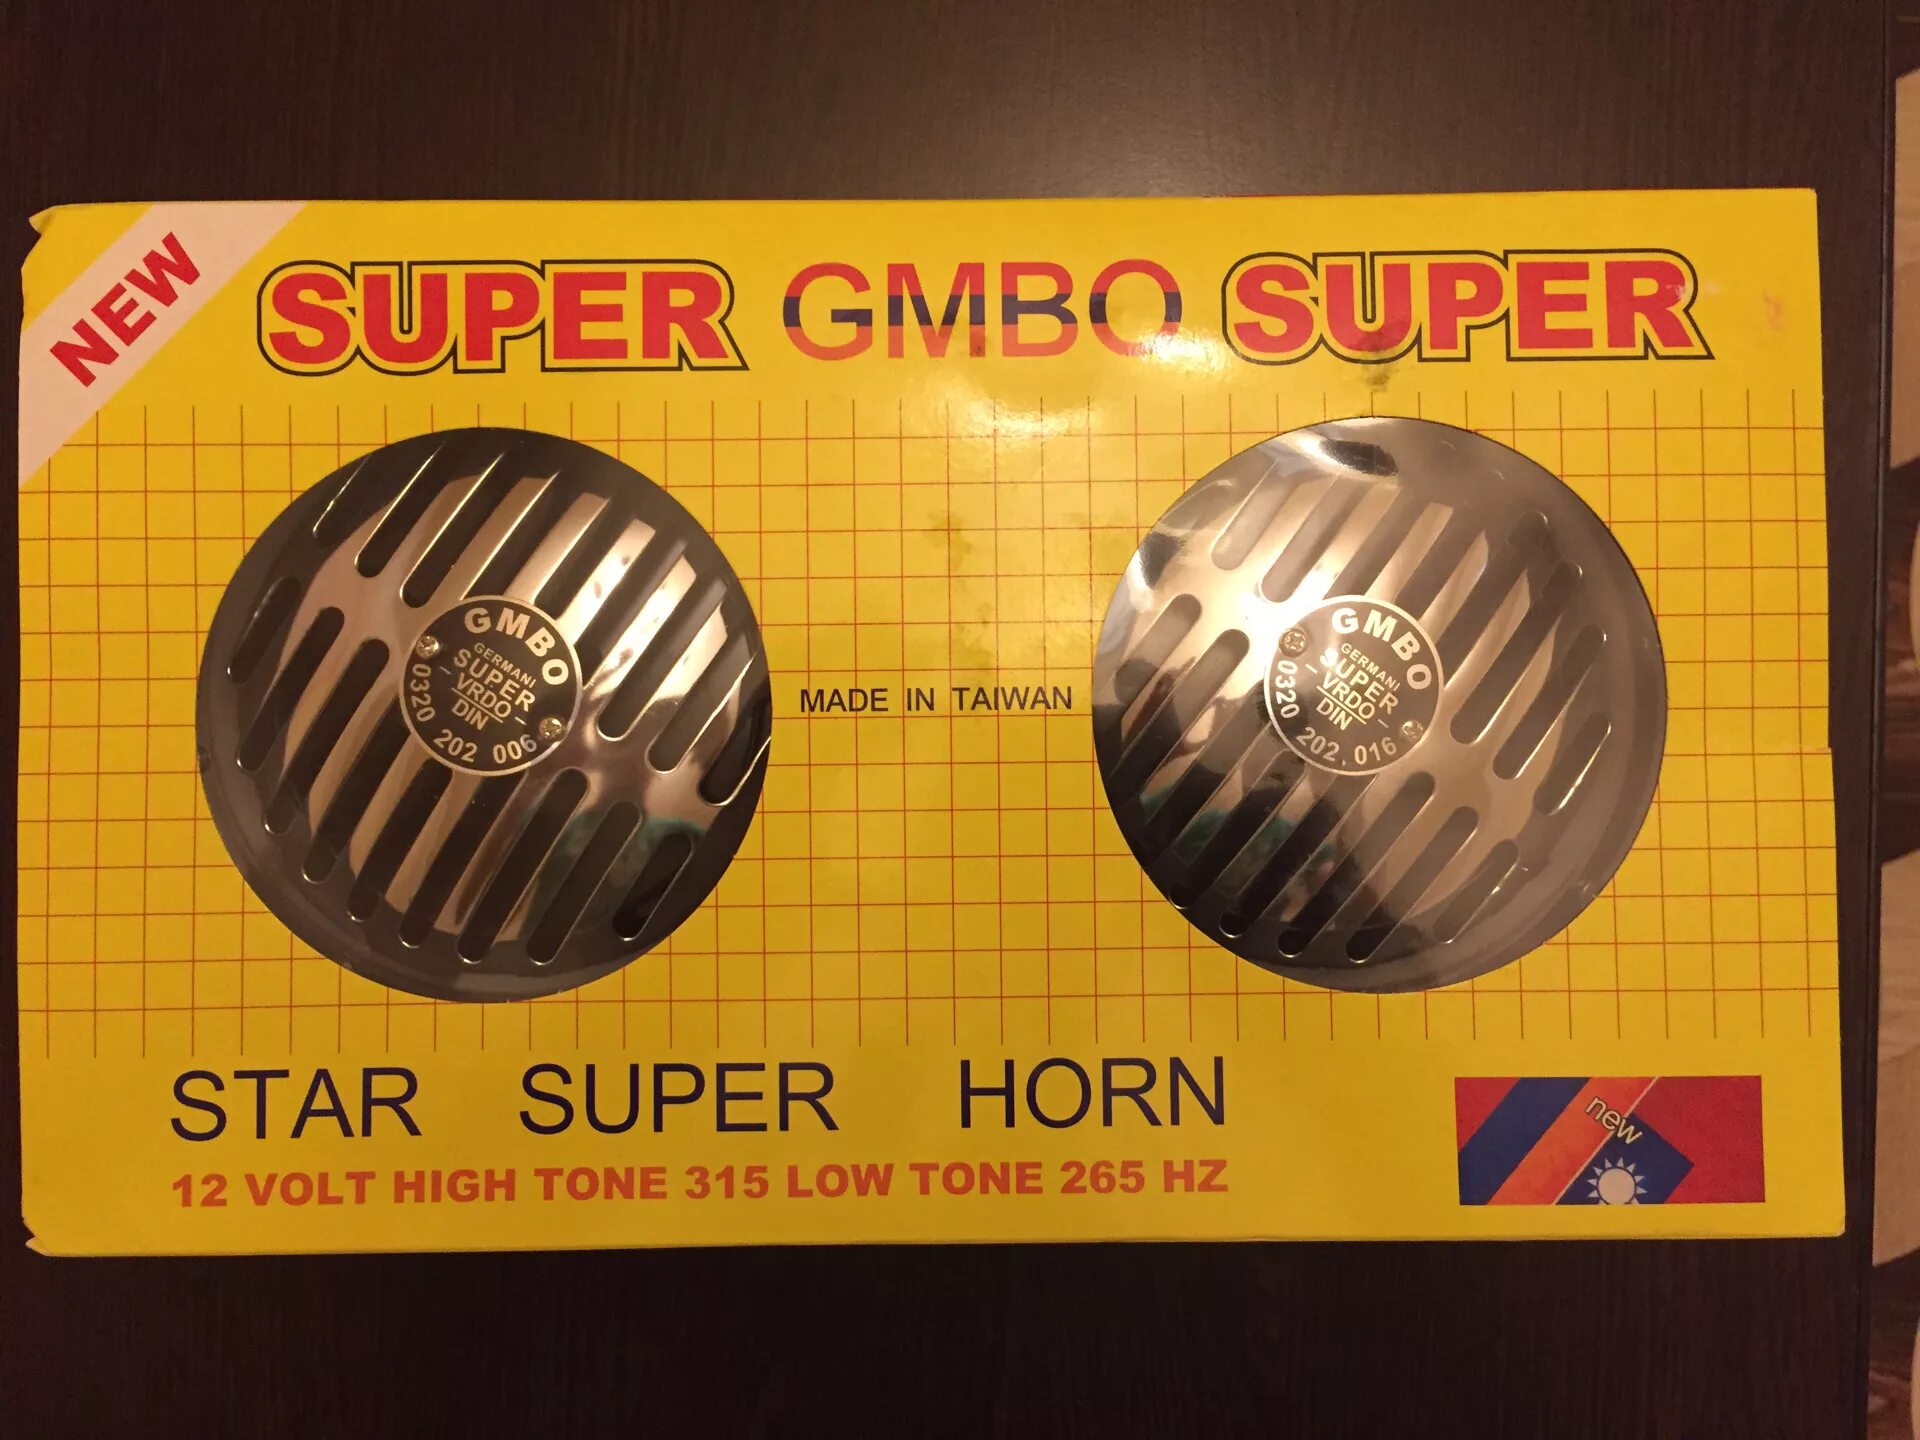 NEW
SUPER GMBO SUPER
GMBO
GERMANI
SUPER
VRDO
DIN
0320 202 006
MADE IN TAIWAN
GMBO
GERMANI
SUPER
VRDO
DIN
0320 202.016
STAR SUPER HORN
12 VOLT HIGH TONE 315 LOW TONE 265 HZ
new